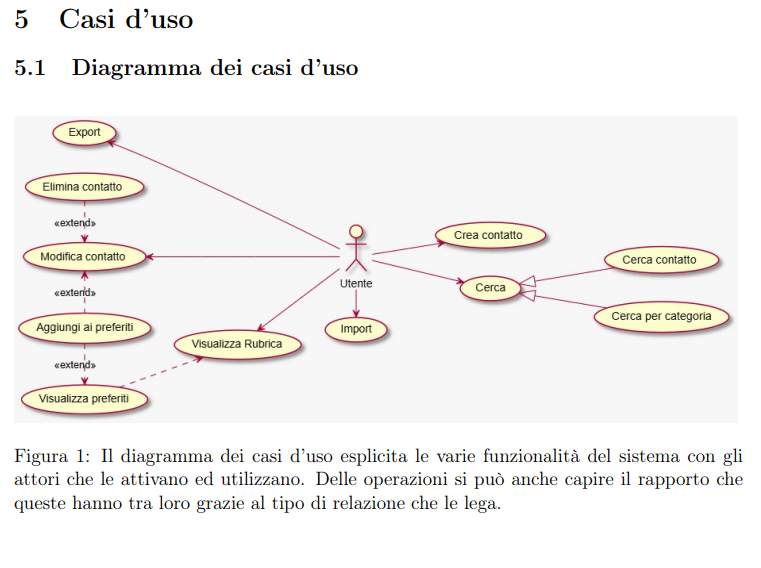 5 Casi d'uso
5.1 Diagramma dei casi d'uso
Export
Elimina contatto
«extend»
Modifica contatto
«extend»
Aggiungi ai preferiti
«extend»
Visualizza preferiti
Visualizza Rubrica
Utente
Import
Crea contatto
Cerca
Cerca contatto
Cerca per categoria
Figura 1: Il diagramma dei casi d'uso esplicita le varie funzionalità del sistema con gli
attori che le attivano ed utilizzano. Delle operazioni si può anche capire il rapporto che
queste hanno tra loro grazie al tipo di relazione che le lega.